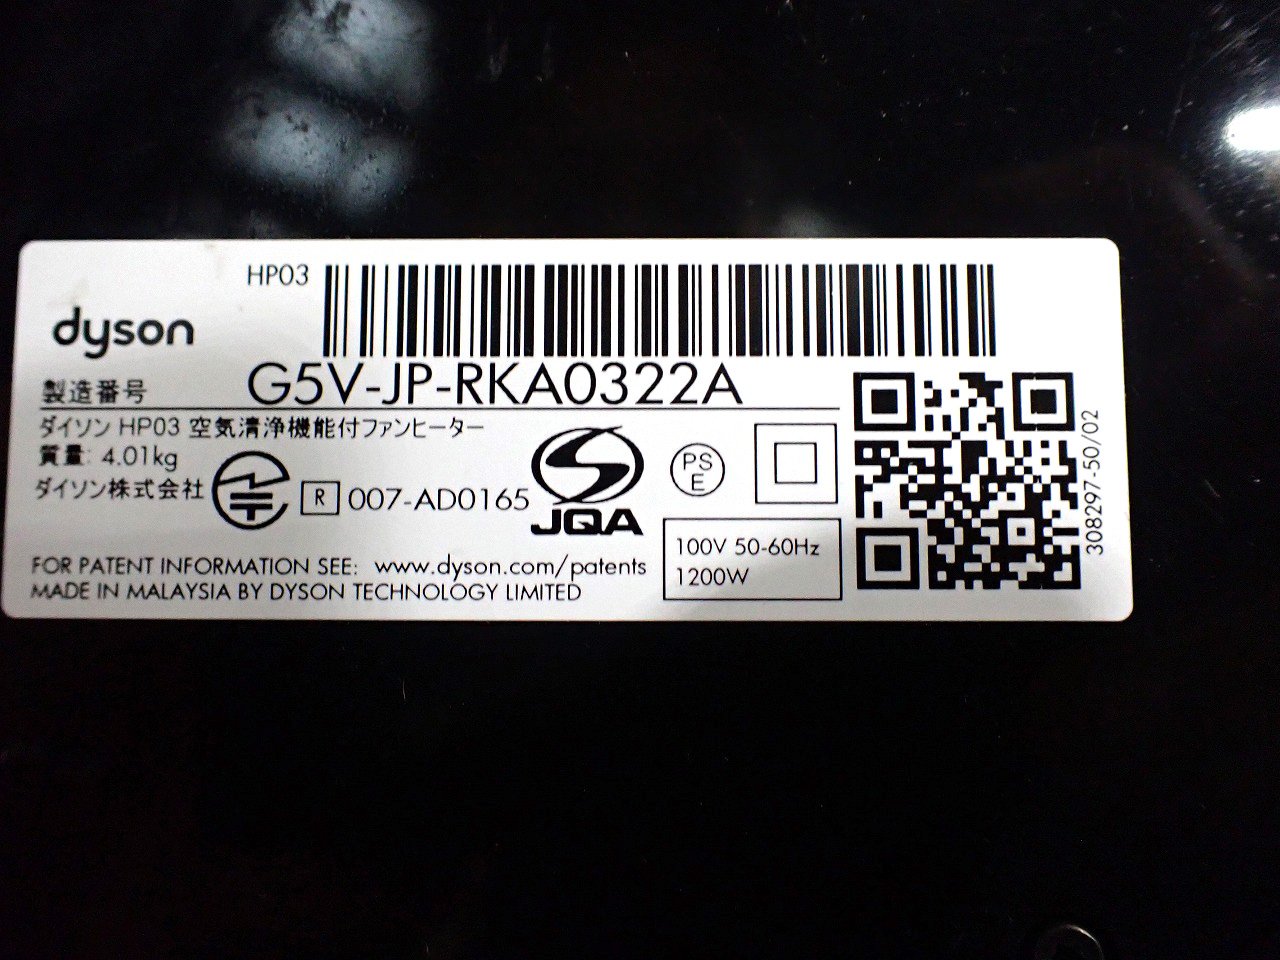 HP03
dyson
製造番号 G5V-JP-RKA0322A
ダイソン HP03 空気清浄機能付ファンヒーター
質量: 4.01kg
ダイソン株式会社
R 007-AD0165
JQA
PS
E
100V 50-60Hz
1200W
FOR PATENT INFORMATION SEE: www.dyson.com/patents
MADE IN MALAYSIA BY DYSON TECHNOLOGY LIMITED
308297-50/02